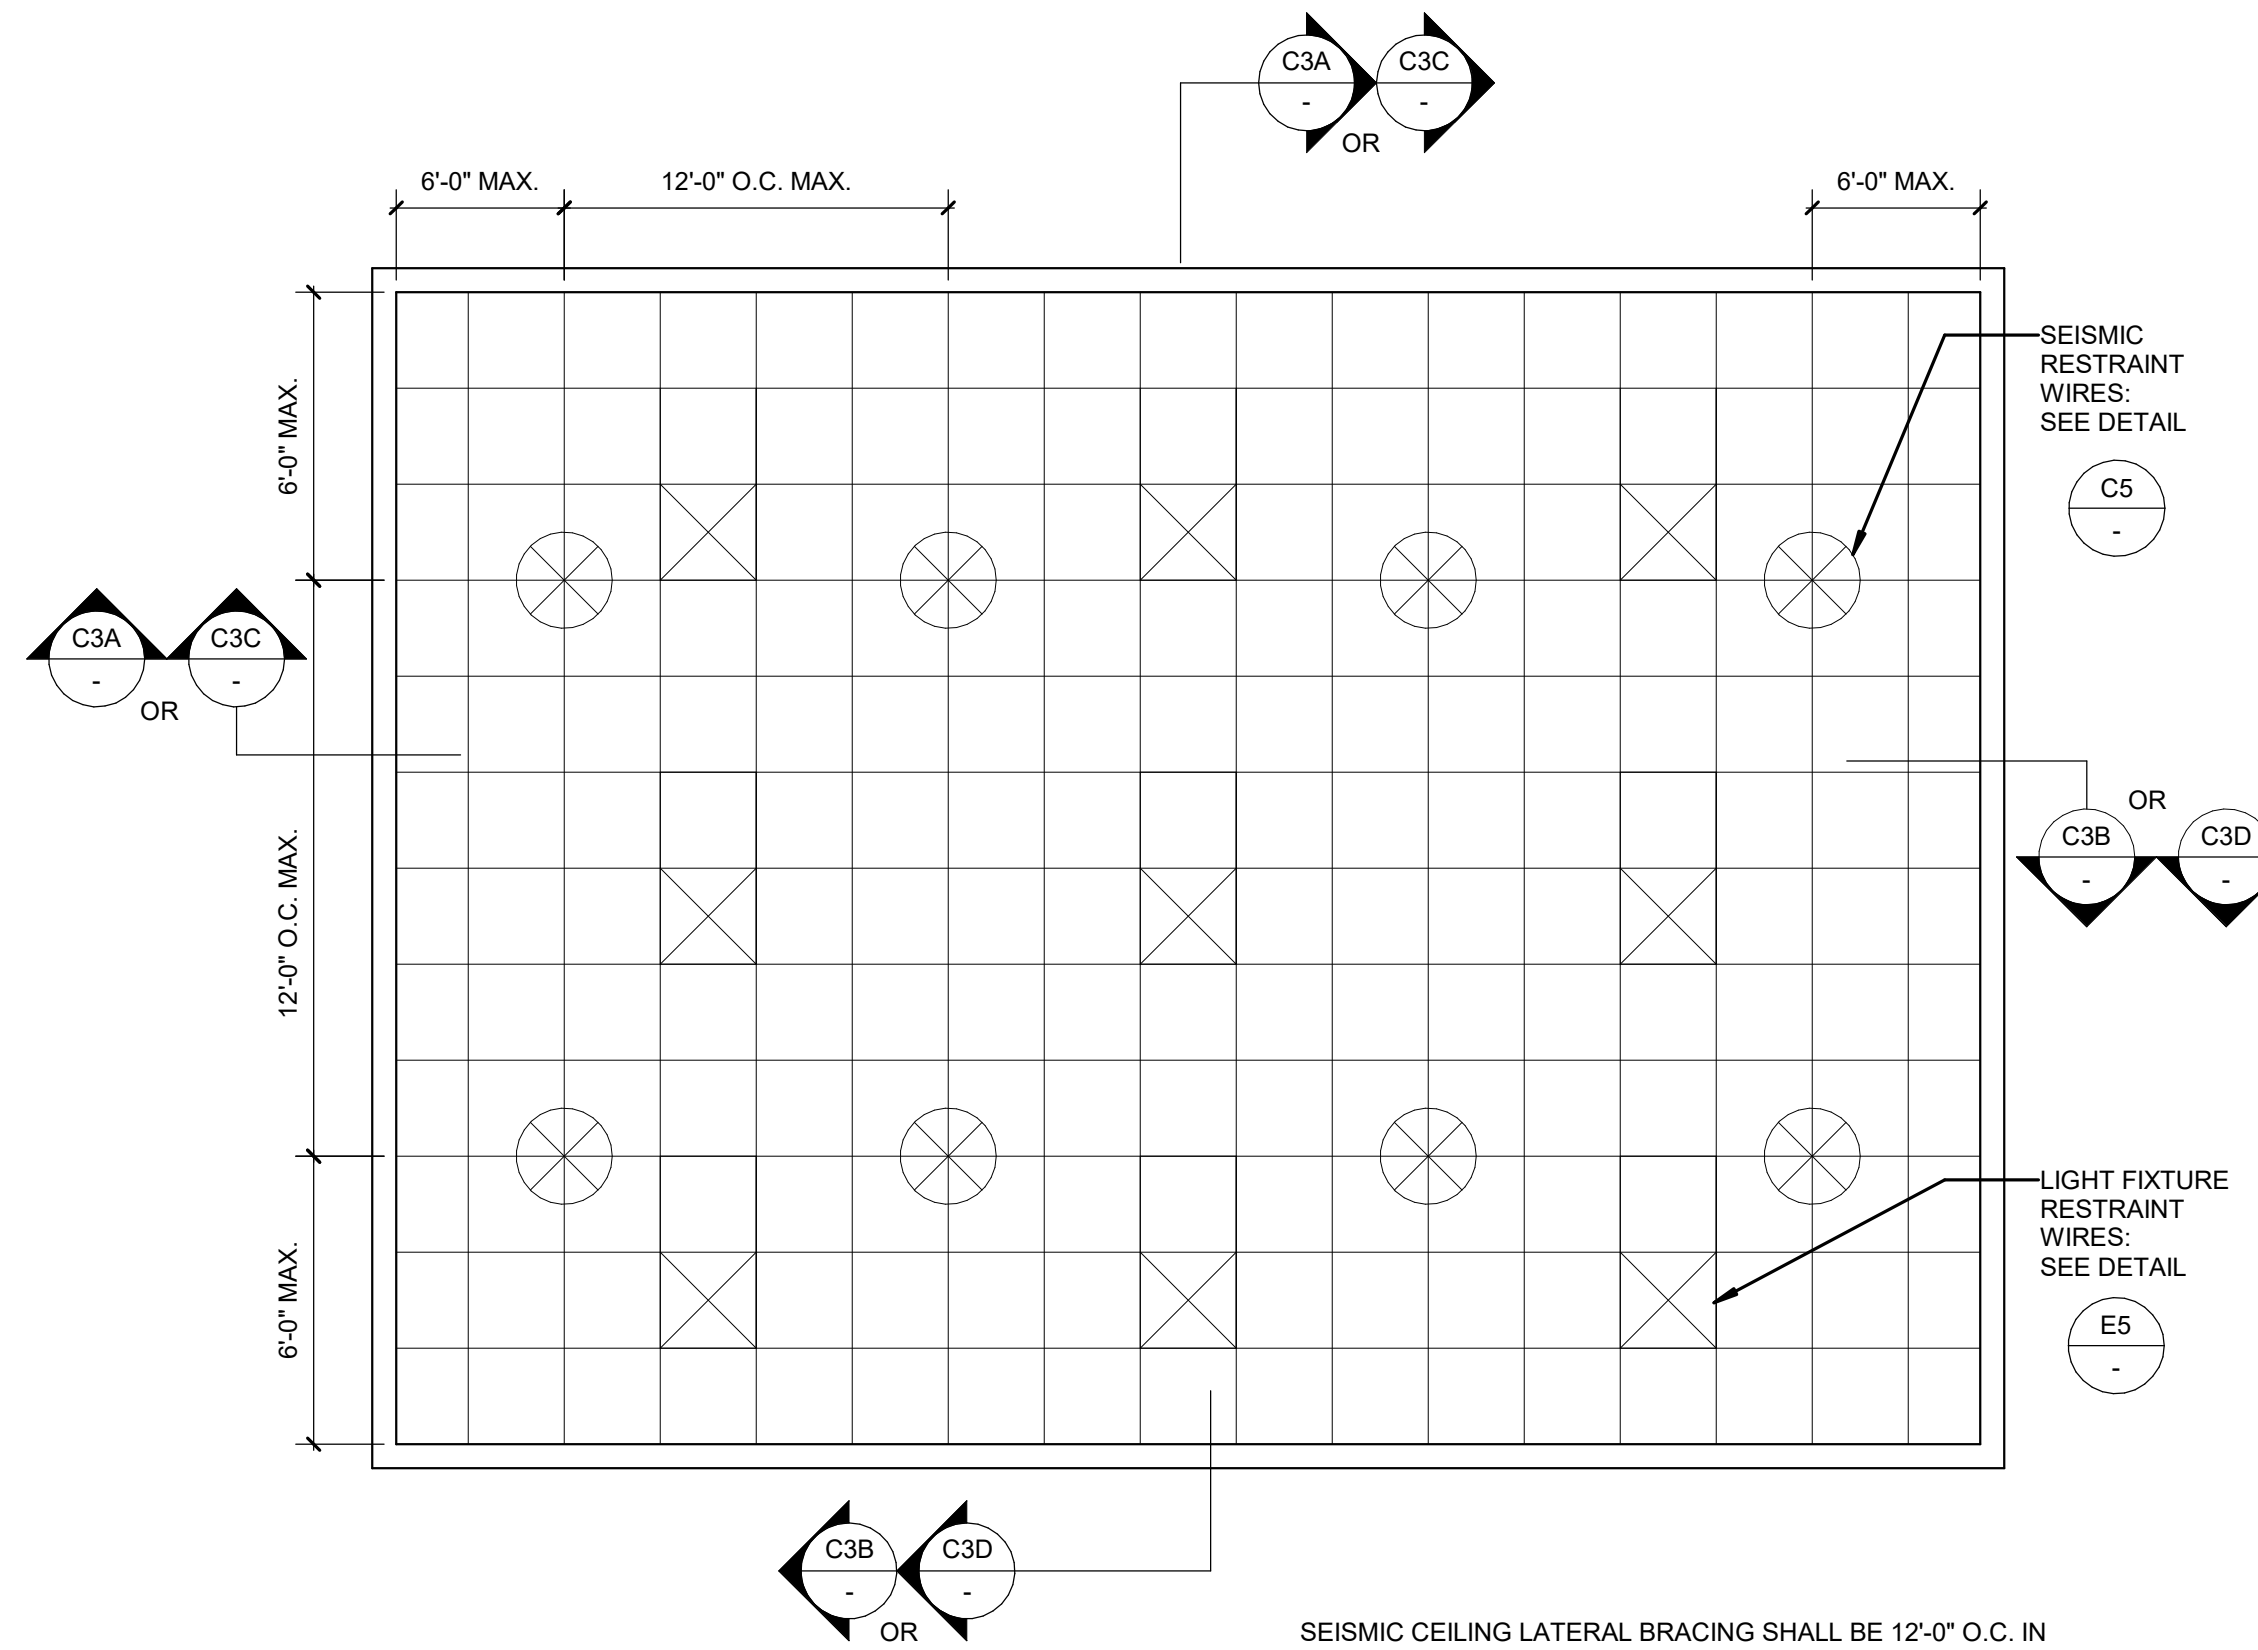 C3A
-
C3C
-
OR
6'-0" MAX.
12'-0" O.C. MAX.
6'-0" MAX.
6'-0" MAX.
SEISMIC
RESTRAINT
WIRES:
SEE DETAIL
C5
-
C3A
-
C3C
-
OR
12'-0" O.C. MAX.
OR
C3B
-
C3D
-
6'-0" MAX.
LIGHT FIXTURE
RESTRAINT
WIRES:
SEE DETAIL
E5
-
C3B
-
C3D
-
OR
SEISMIC CEILING LATERAL BRACING SHALL BE 12'-0" O.C. IN